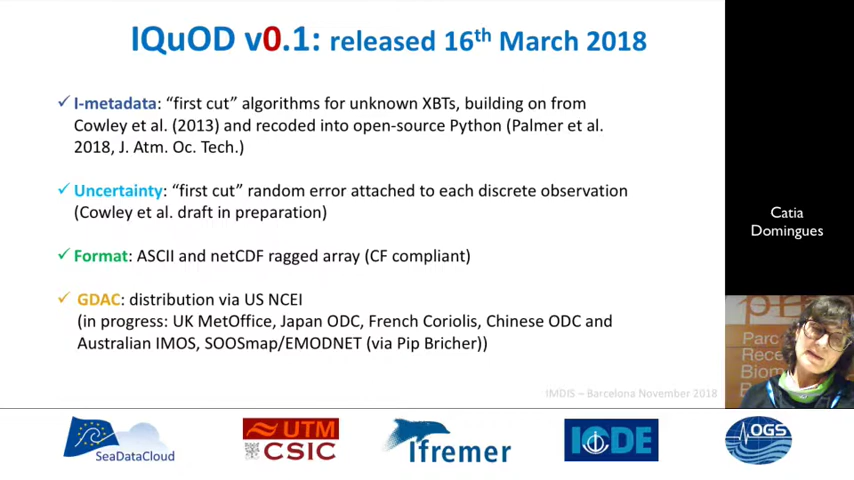 IQuOD v0.1: released 16th March 2018
✓ I-metadata: “first cut” algorithms for unknown XBTs, building on from
Cowley et al. (2013) and recoded into open-source Python (Palmer et al.
2018, J. Atm. Oc. Tech.)
✓ Uncertainty: “first cut” random error attached to each discrete observation
(Cowley et al. draft in preparation)
✓ Format: ASCII and netCDF ragged array (CF compliant)
✓ GDAC: distribution via US NCEI
(in progress: UK MetOffice, Japan ODC, French Coriolis, Chinese ODC and
Australian IMOS, SOOSmap/EMODNET (via Pip Bricher))
IMDIS – Barcelona November 2018
Catia
Domingues
Parc
Rece
Biom
SeaDataCloud
UTM
CSIC
Ifremer
IODE
OGS